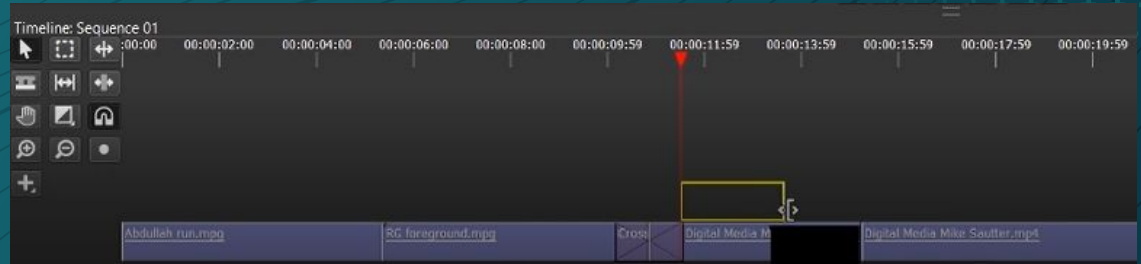 Timeline: Sequence 01
:00:00 00:00:02:00 00:00:04:00 00:00:06:00 00:00:08:00 00:00:09:59 00:00:11:59 00:00:13:59 00:00:15:59 00:00:17:59 00:00:19:59
Abdullah run.mpg RG foreground.mpg Cross Digital Media M Digital Media Mike Sautter.mp4